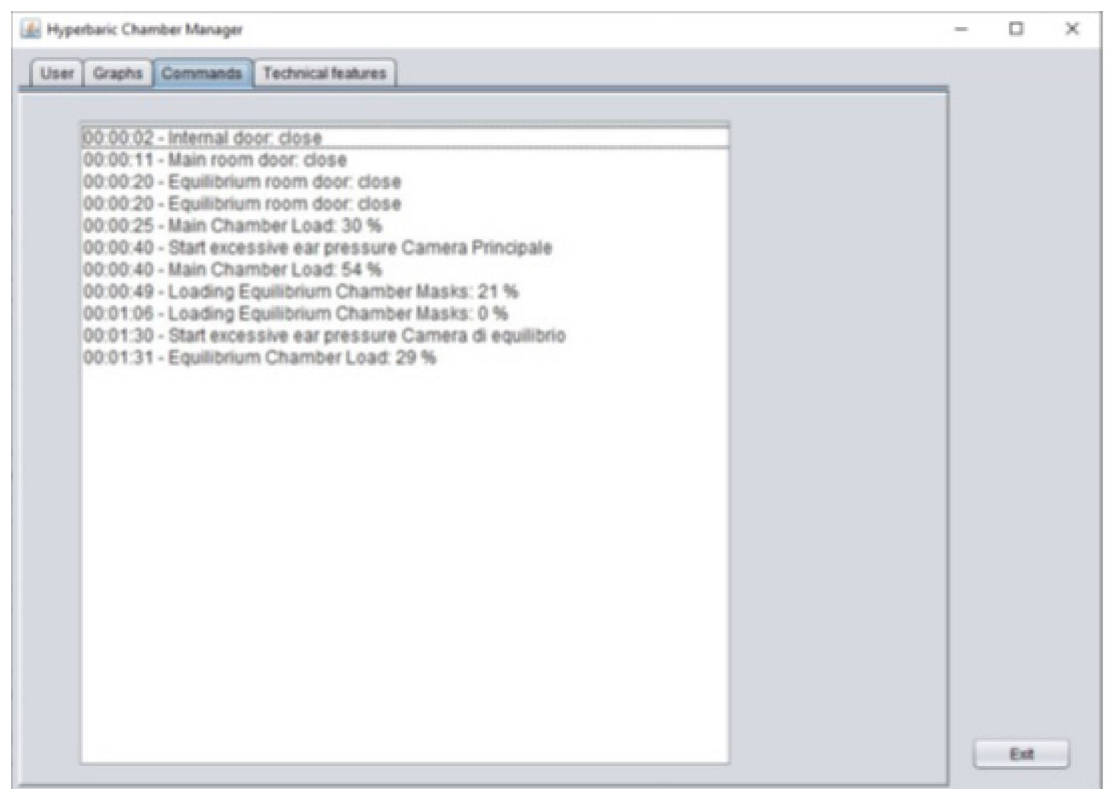 Hyperbaric Chamber Manager
User Graphs Commands Technical features
00:00:02 - Internal door: close
00:00:11 - Main room door: close
00:00:20 - Equilibrium room door: close
00:00:20 - Equilibrium room door: close
00:00:25 - Main Chamber Load: 30 %
00:00:40 - Start excessive ear pressure Camera Principale
00:00:40 - Main Chamber Load: 54 %
00:00:49 - Loading Equilibrium Chamber Masks: 21 %
00:01:06 - Loading Equilibrium Chamber Masks: 0 %
00:01:30 - Start excessive ear pressure Camera di equilibrio
00:01:31 - Equilibrium Chamber Load: 29 %
Exit